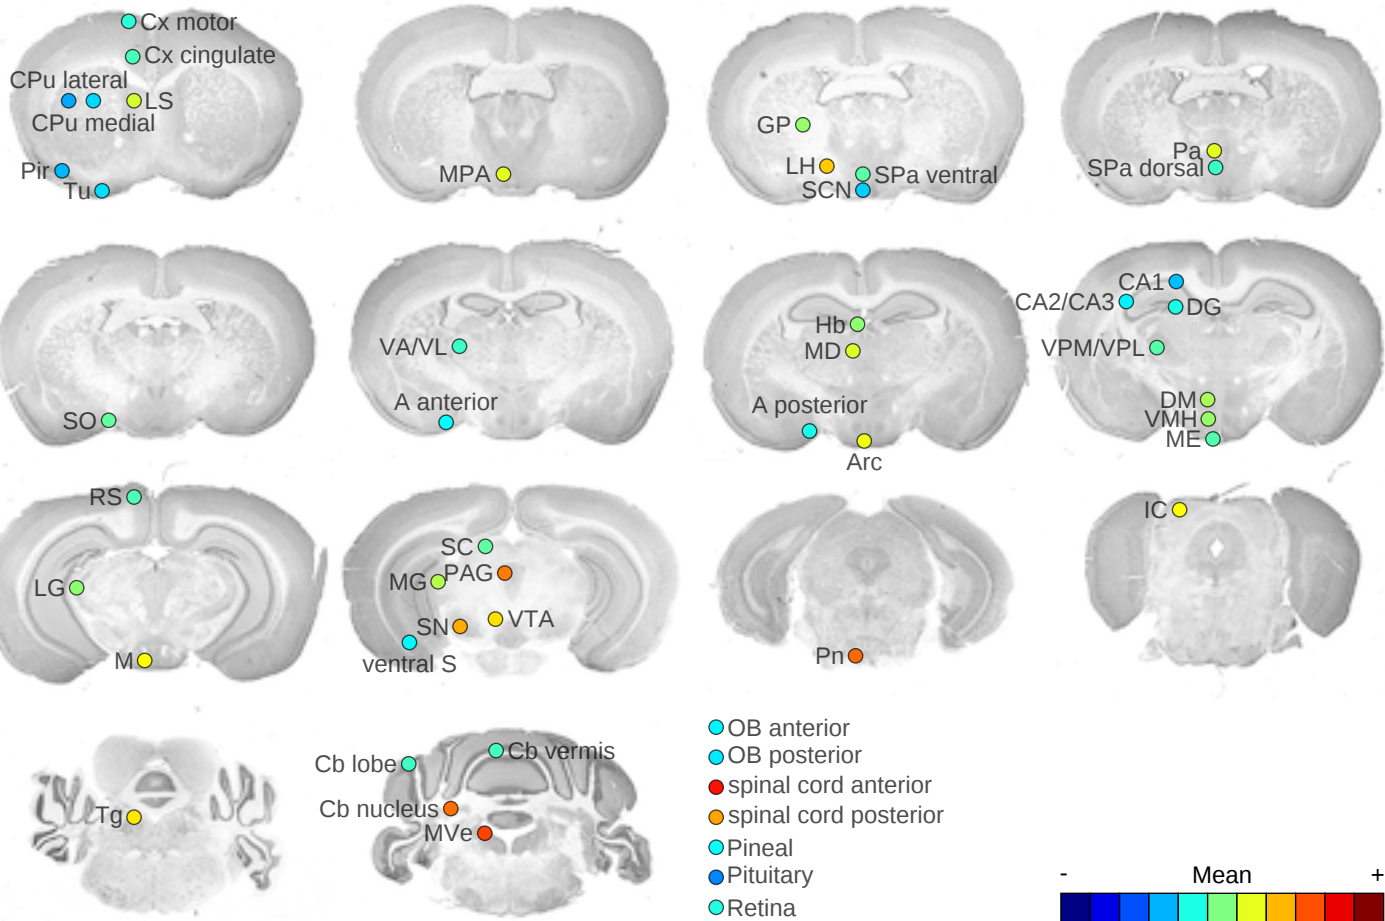 Cx motor
Cx cingulate
CPu lateral
LS
CPu medial
Pir
Tu
MPA
GP
LH
SPa ventral
SCN
Pa
SPa dorsal
SO
VA/VL
A anterior
Hb
MD
A posterior
Arc
CA1
CA2/CA3
DG
VPM/VPL
DM
VMH
ME
RS
LG
M
SC
PAG
MG
SN
VTA
ventral S
Pn
IC
Tg
Cb lobe
Cb vermis
Cb nucleus
MVe
OB anterior
OB posterior
spinal cord anterior
spinal cord posterior
Pineal
Pituitary
Retina
- Mean +